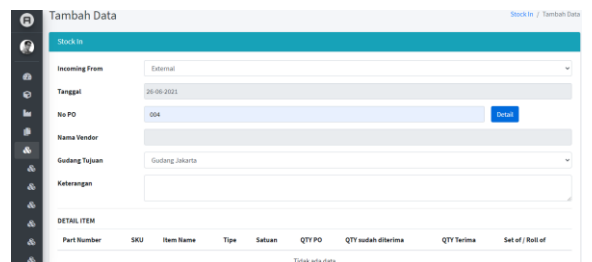 Tambah Data
Stock In / Tambah Data
Stock In
Incoming From External
Tanggal 26-06-2021
No PO 004 Detail
Nama Vendor
Gudang Tujuan Gudang Jakarta
Keterangan
DETAIL ITEM
Part Number SKU Item Name Tipe Satuan QTY PO QTY sudah diterima QTY Terima Set of / Roll of
Tidak ada data